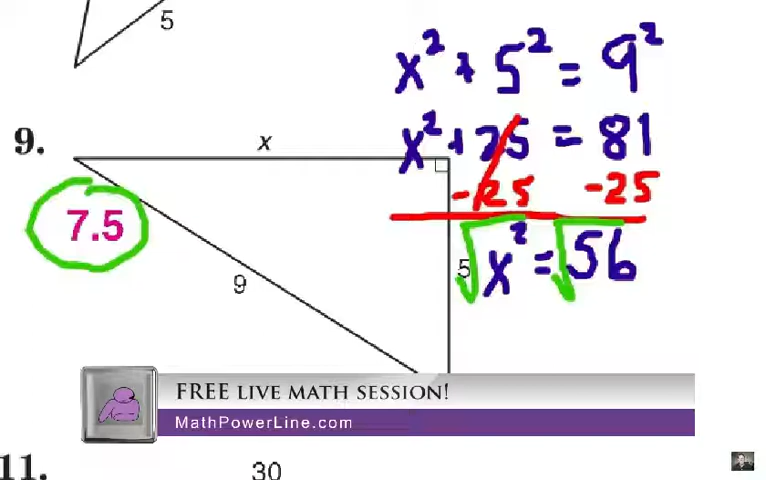 5
x² + 5² = 9²
9.
x
x² + 25 = 81
-25 -25
7.5
√x² = √56
5
9
FREE LIVE MATH SESSION!
MathPowerLine.com
11.
30